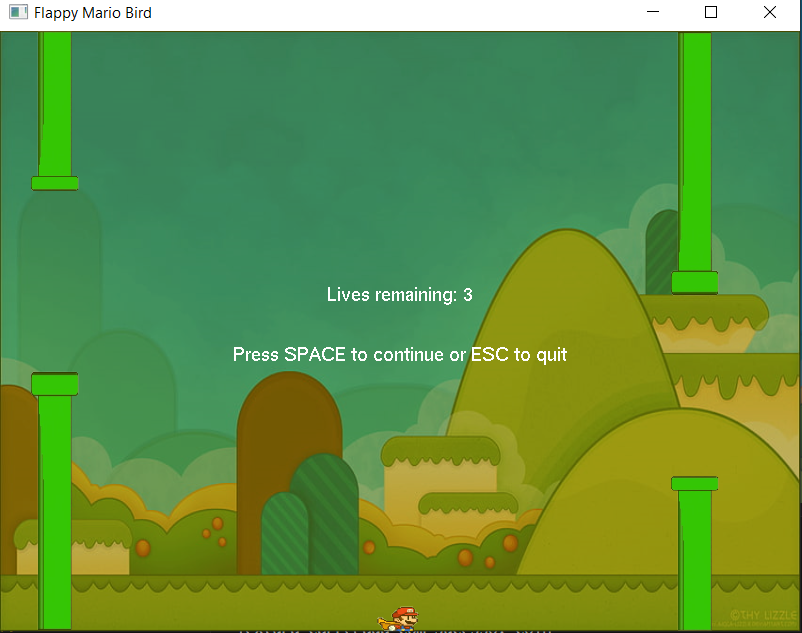 Flappy Mario Bird
Lives remaining: 3
Press SPACE to continue or ESC to quit
©THY LIZZLE